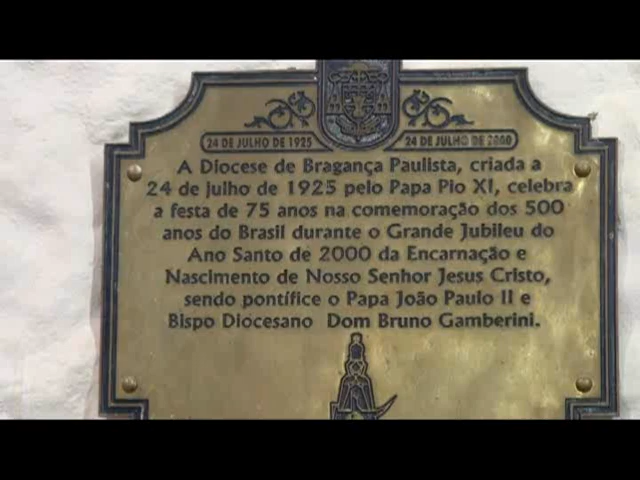 24 DE JULHO DE 1925 24 DE JULHO DE 2000
A Diocese de Bragança Paulista, criada a
24 de julho de 1925 pelo Papa Pio XI, celebra
a festa de 75 anos na comemoração dos 500
anos do Brasil durante o Grande Jubileu do
Ano Santo de 2000 da Encarnação e
Nascimento de Nosso Senhor Jesus Cristo,
sendo pontífice o Papa João Paulo II e
Bispo Diocesano Dom Bruno Gamberini.